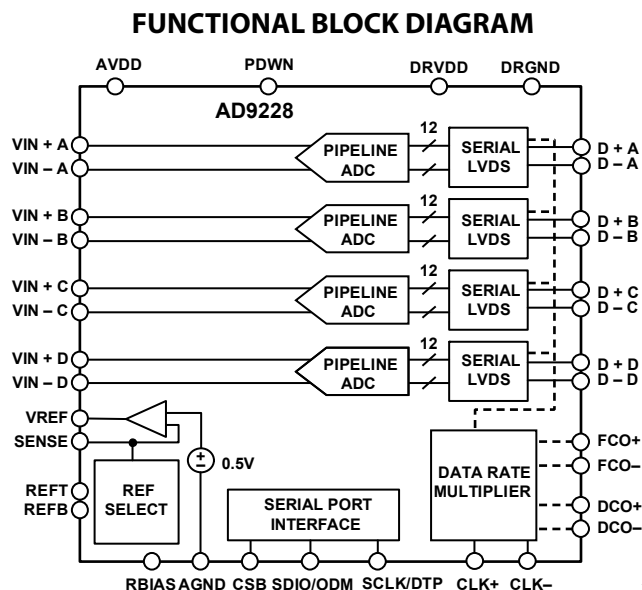 FUNCTIONAL BLOCK DIAGRAM
AVDD PDWN DRVDD DRGND
AD9228
VIN + A
VIN – A
PIPELINE
ADC
12
SERIAL
LVDS
D + A
D – A
VIN + B
VIN – B
PIPELINE
ADC
12
SERIAL
LVDS
D + B
D – B
VIN + C
VIN – C
PIPELINE
ADC
12
SERIAL
LVDS
D + C
D – C
VIN + D
VIN – D
PIPELINE
ADC
12
SERIAL
LVDS
D + D
D – D
VREF
SENSE
+
–
0.5V
REFT
REFB
REF
SELECT
SERIAL PORT
INTERFACE
DATA RATE
MULTIPLIER
FCO+
FCO–
DCO+
DCO–
RBIAS AGND CSB SDIO/ODM SCLK/DTP CLK+ CLK–